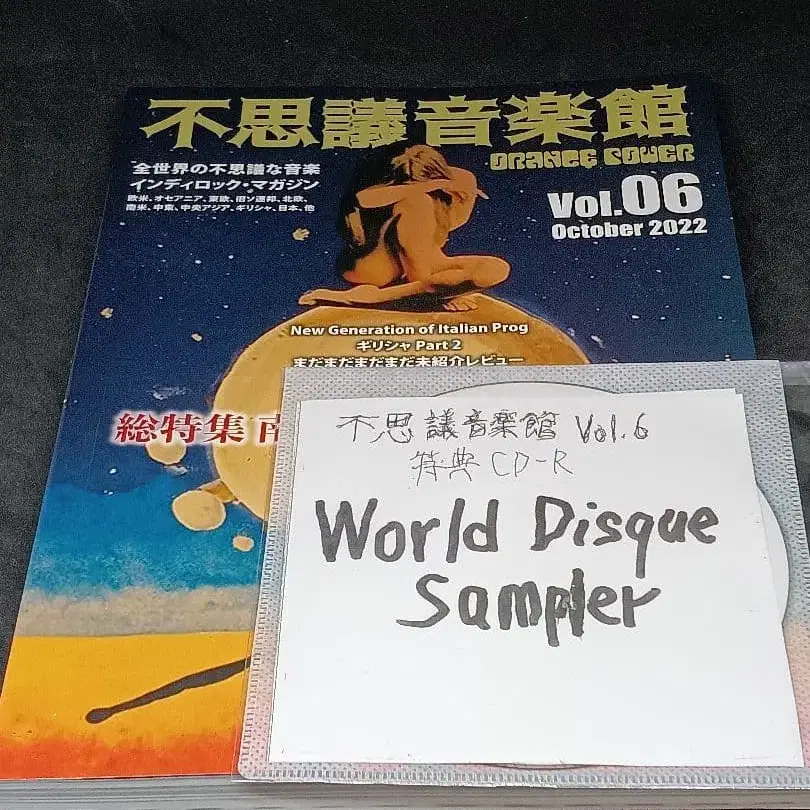 不思議音楽館
ORANGE POWER
全世界の不思議な音楽
インディロック・マガジン
欧米、オセアニア、東欧、旧ソ連邦、北欧、
南米、中東、中央アジア、ギリシャ、日本、他
Vol.06
October 2022
New Generation of Italian Prog
ギリシャ Part 2
まだまだまだまだ未紹介レビュー
総特集 南
不思議音楽館 Vol.6
特典 CD-R
World Disque
Sampler